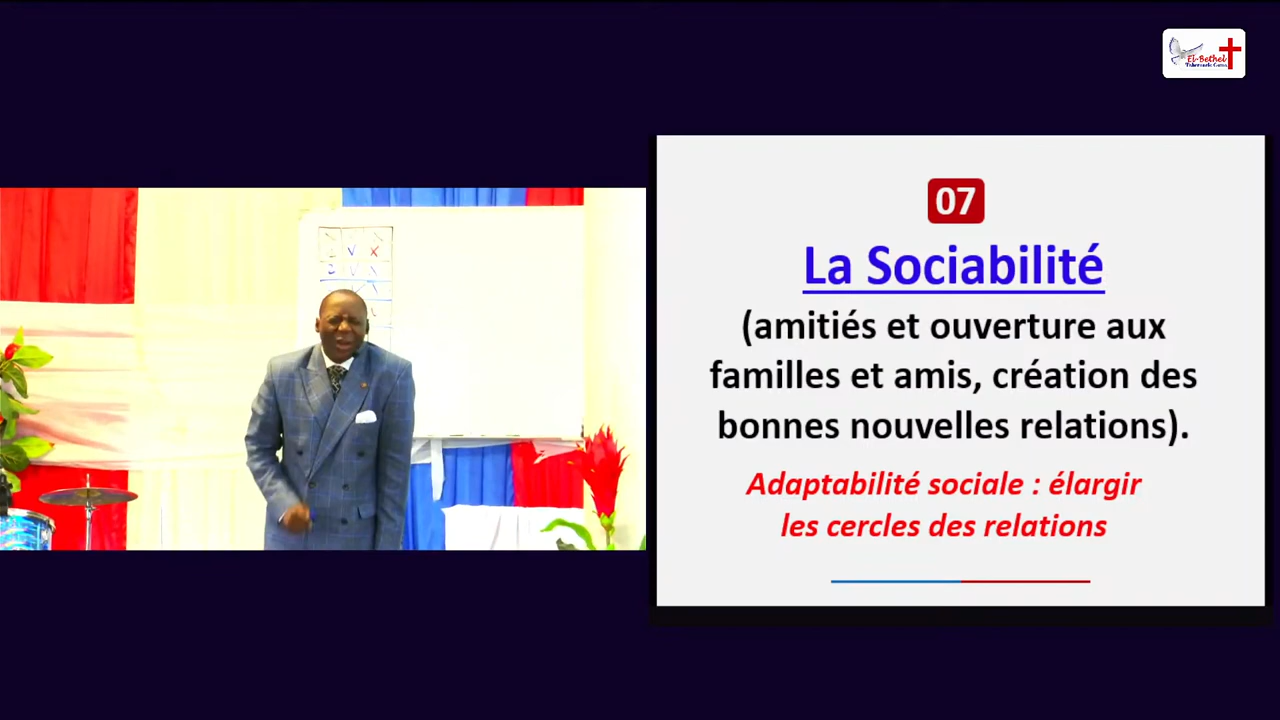 El-Bethel
07
La Sociabilité
(amitiés et ouverture aux
familles et amis, création des
bonnes nouvelles relations).
Adaptabilité sociale : élargir
les cercles des relations